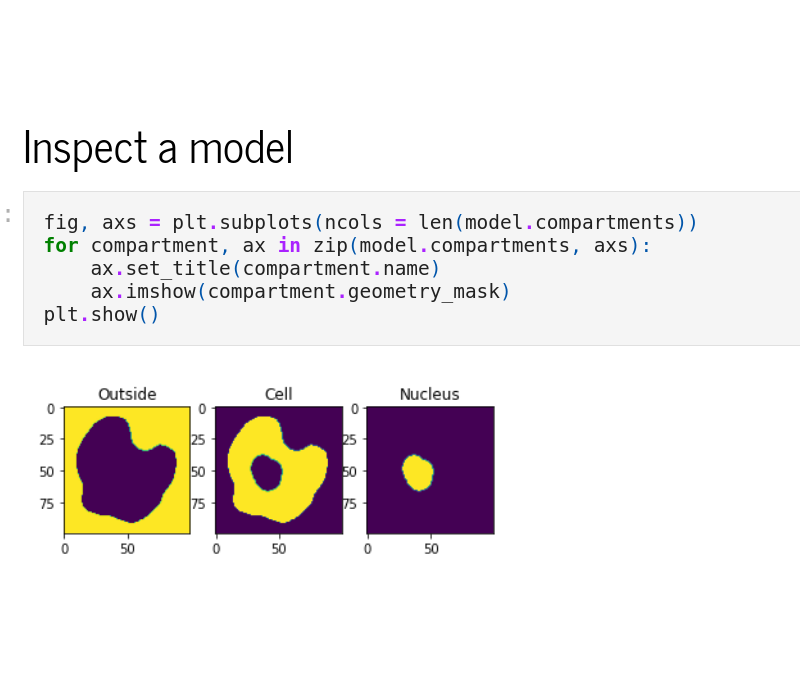 Inspect a model
:
fig, axs = plt.subplots(ncols = len(model.compartments))
for compartment, ax in zip(model.compartments, axs):
    ax.set_title(compartment.name)
    ax.imshow(compartment.geometry_mask)
plt.show()
Outside Cell Nucleus
0 0 0
25 25 25
50 50 50
75 75 75
0 50 0 50 0 50